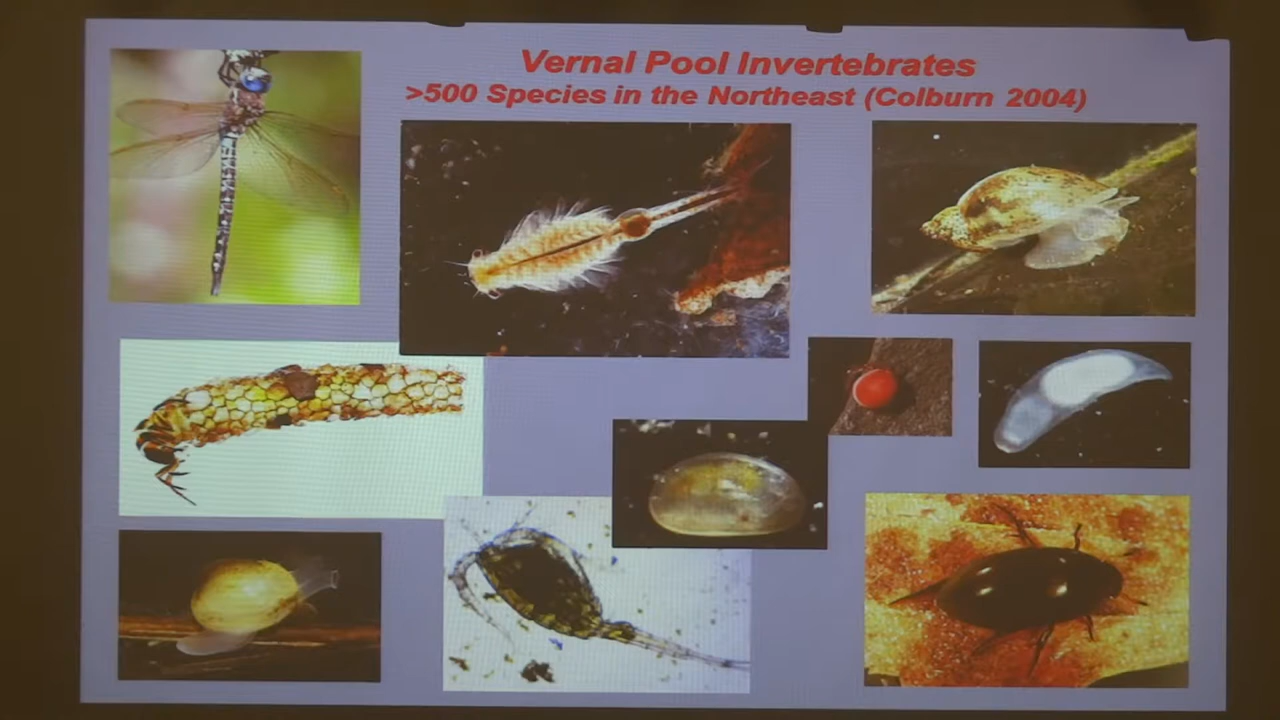 Vernal Pool Invertebrates
>500 Species in the Northeast (Colburn 2004)